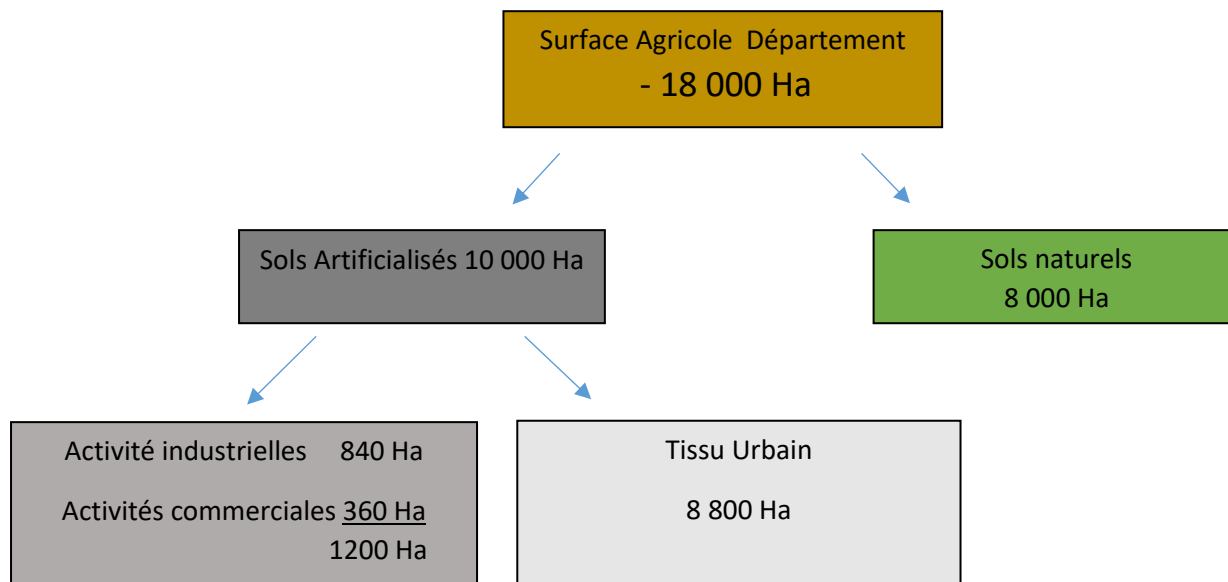 Surface Agricole Département
- 18 000 Ha
Sols Artificialisés 10 000 Ha
Sols naturels
8 000 Ha
Activité industrielles 840 Ha
Activités commerciales 360 Ha
1200 Ha
Tissu Urbain
8 800 Ha